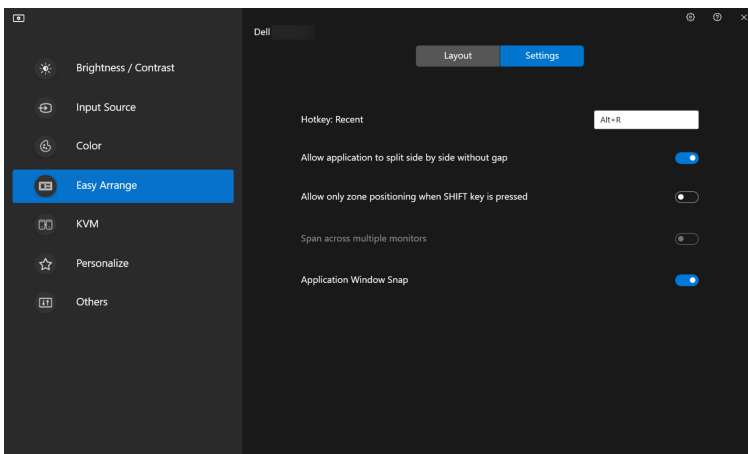 Dell
Layout
Settings
Brightness / Contrast
Input Source
Color
Easy Arrange
KVM
Personalize
Others
Hotkey: Recent
Alt+R
Allow application to split side by side without gap
Allow only zone positioning when SHIFT key is pressed
Span across multiple monitors
Application Window Snap